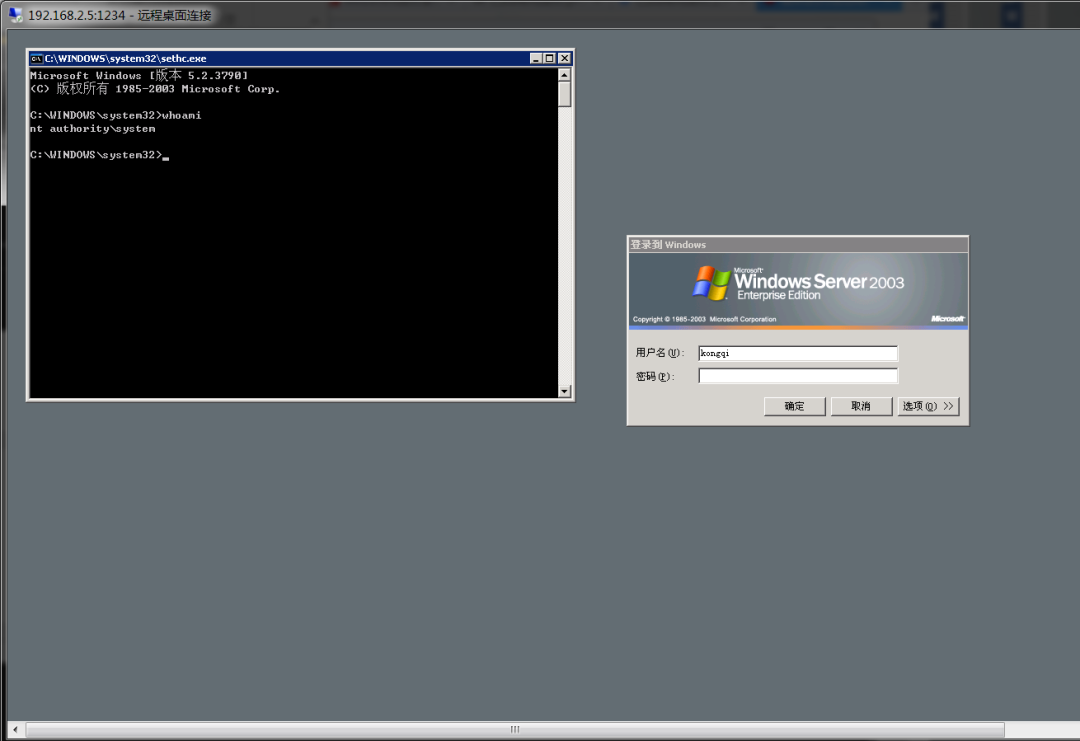 192.168.2.5:1234 - 远程桌面连接
C:\WINDOWS\system32\sethc.exe
Microsoft Windows [版本 5.2.3790]
(C) 版权所有 1985-2003 Microsoft Corp.
C:\WINDOWS\system32>whoami
nt authority\system
C:\WINDOWS\system32>_
登录到 Windows
Microsoft
Windows Server 2003
Enterprise Edition
Copyright © 1985-2003 Microsoft Corporation Microsoft
用户名(U): kongqi
密码(P):
确定 取消 选项(O) >>